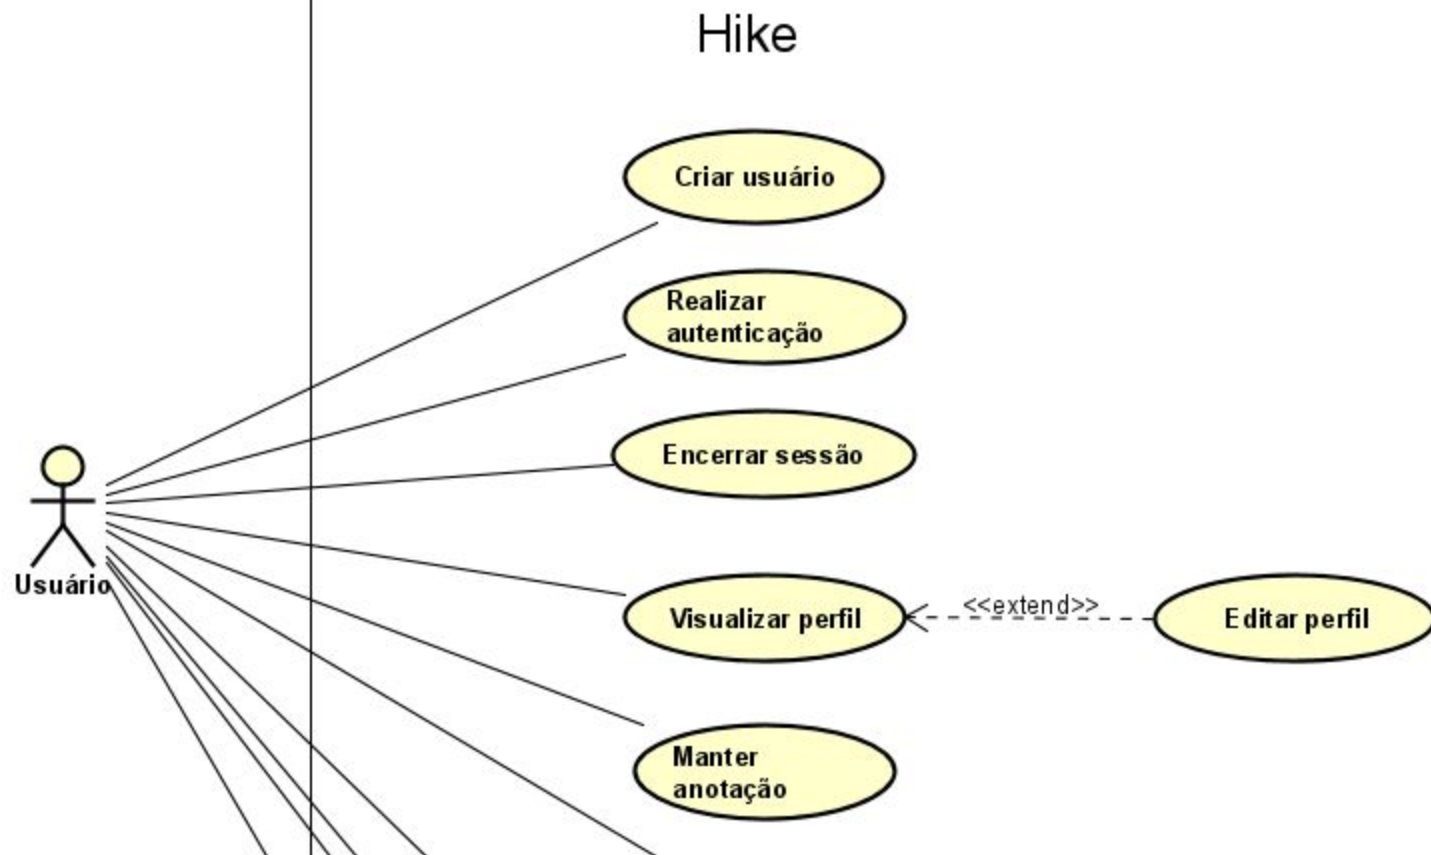 Hike
Criar usuário
Realizar
autenticação
Encerrar sessão
Usuário
Visualizar perfil
<<extend>>
Editar perfil
Manter
anotação